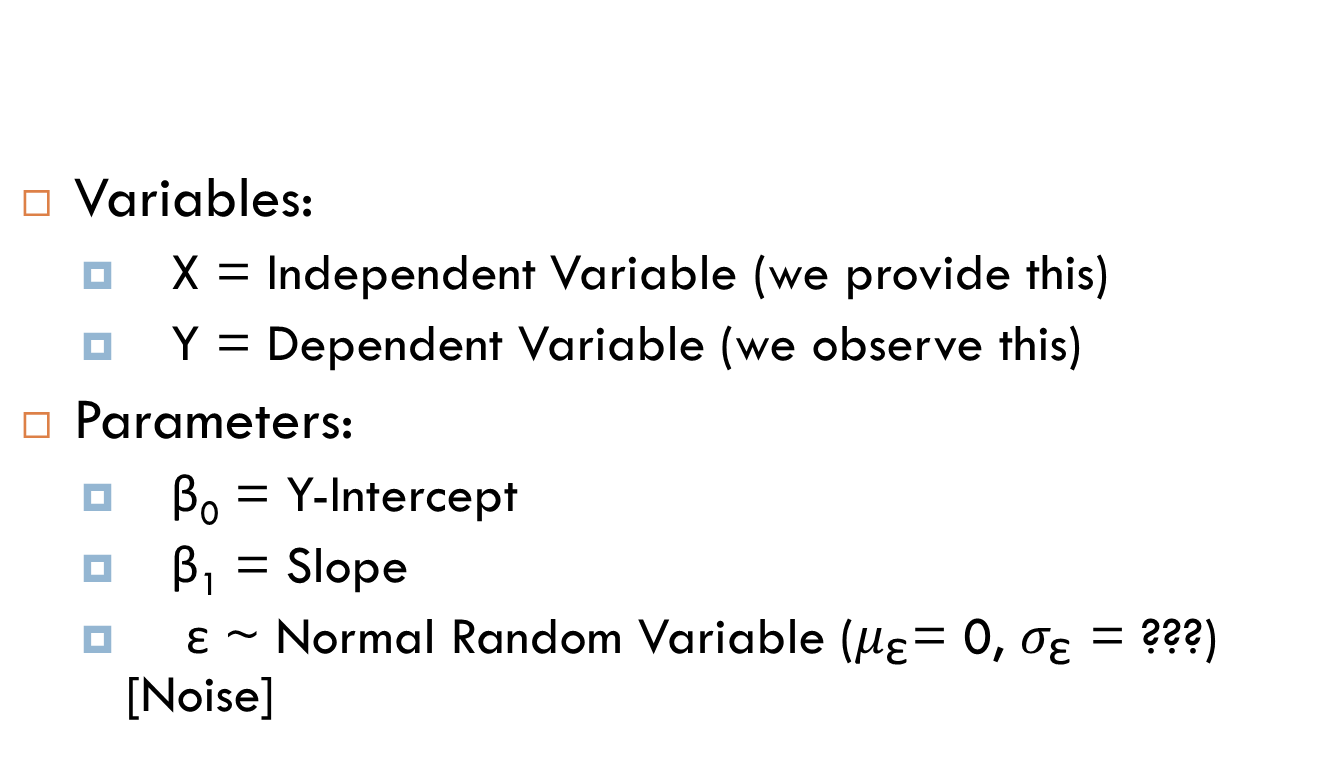 Variables:
X = Independent Variable (we provide this)
Y = Dependent Variable (we observe this)
Parameters:
β₀ = Y-Intercept
β₁ = Slope
ε ~ Normal Random Variable (με = 0, σε = ???)
[Noise]